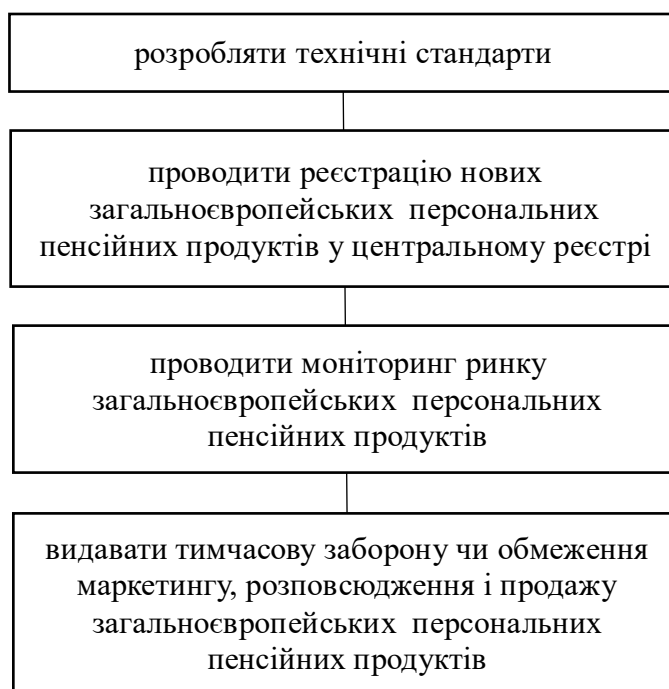 розробляти технічні стандарти
проводити реєстрацію нових
загальноєвропейських персональних
пенсійних продуктів у центральному реєстрі
проводити моніторинг ринку
загальноєвропейських персональних
пенсійних продуктів
видавати тимчасову заборону чи обмеження
маркетингу, розповсюдження і продажу
загальноєвропейських персональних
пенсійних продуктів